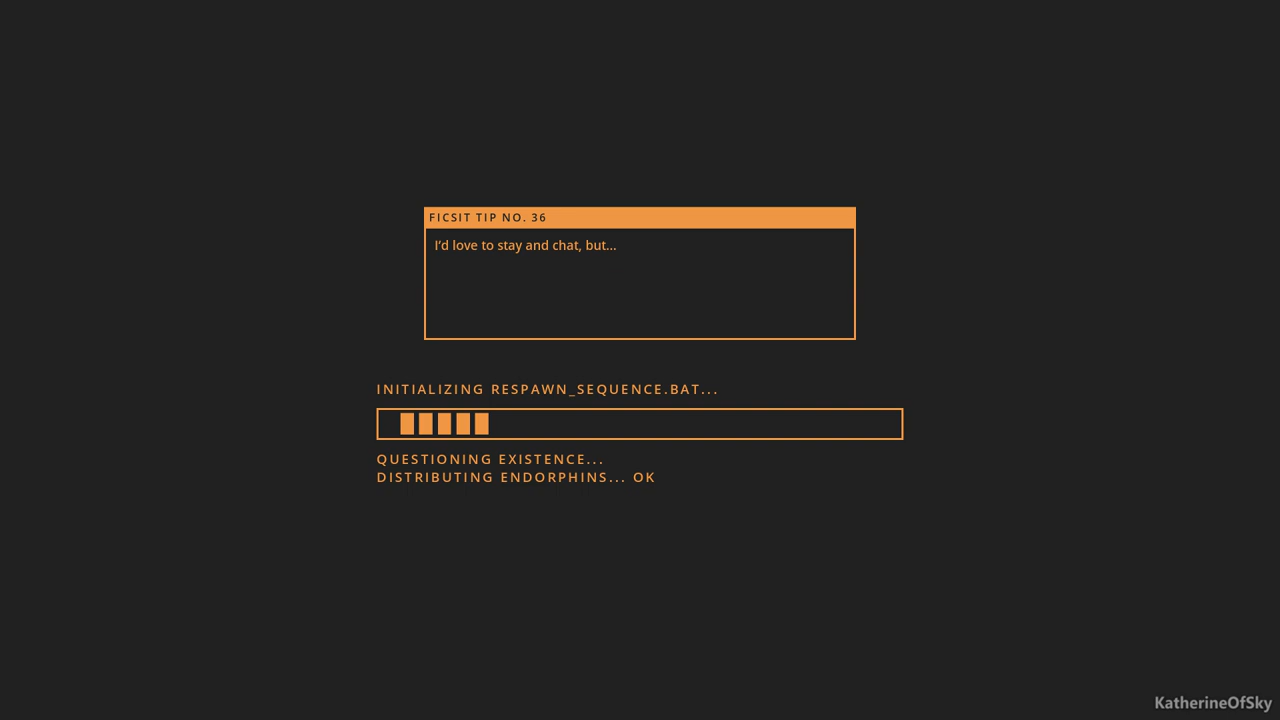 FICSIT TIP NO. 36
I’d love to stay and chat, but...
INITIALIZING RESPAWN_SEQUENCE.BAT...
QUESTIONING EXISTENCE...
DISTRIBUTING ENDORPHINS... OK
KatherineOfSky